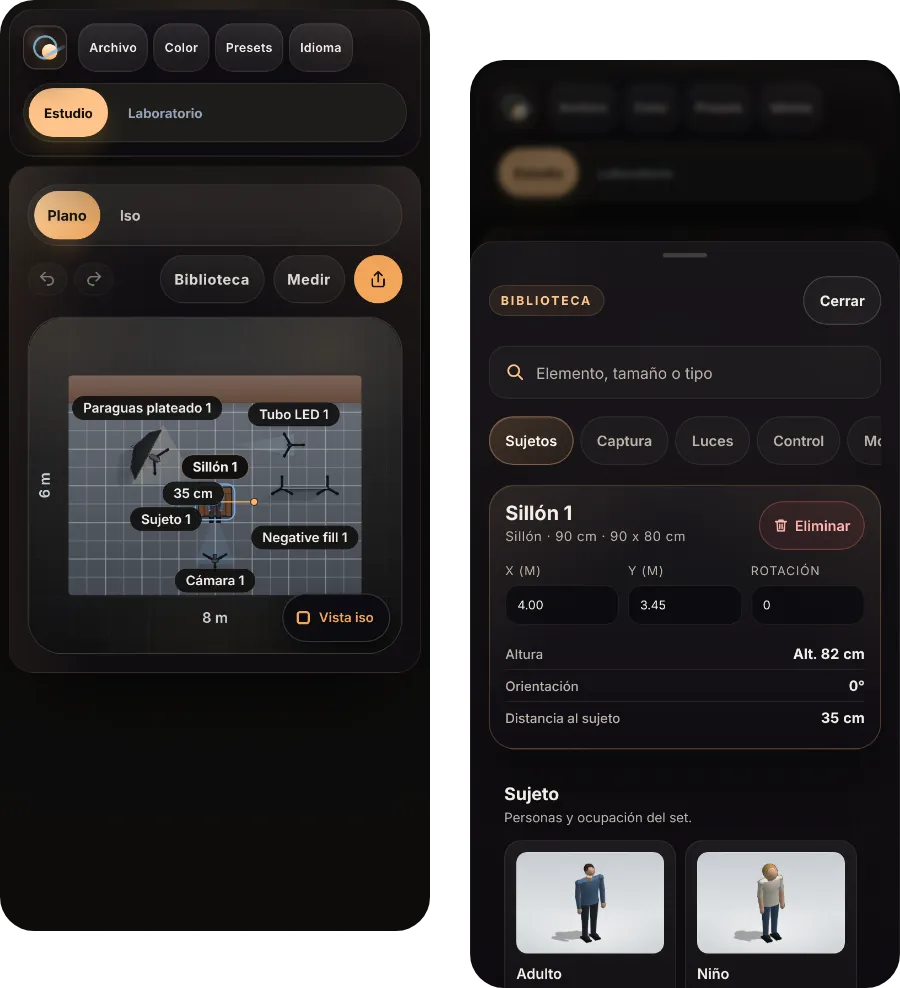 Archivo
Color
Presets
Idioma
Estudio
Laboratorio
Plano
Iso
Biblioteca
Medir
Paraguas plateado 1
Tubo LED 1
Sillón 1
35 cm
Sujeto 1
Negative fill 1
Cámara 1
6 m
8 m
Vista iso
BIBLIOTECA
Cerrar
Elemento, tamaño o tipo
Sujetos
Captura
Luces
Control
Sillón 1
Sillón · 90 cm · 90 x 80 cm
Eliminar
X (M)
Y (M)
ROTACIÓN
4.00
3.45
0
Altura
Alt. 82 cm
Orientación
0°
Distancia al sujeto
35 cm
Sujeto
Personas y ocupación del set.
Adulto
Niño